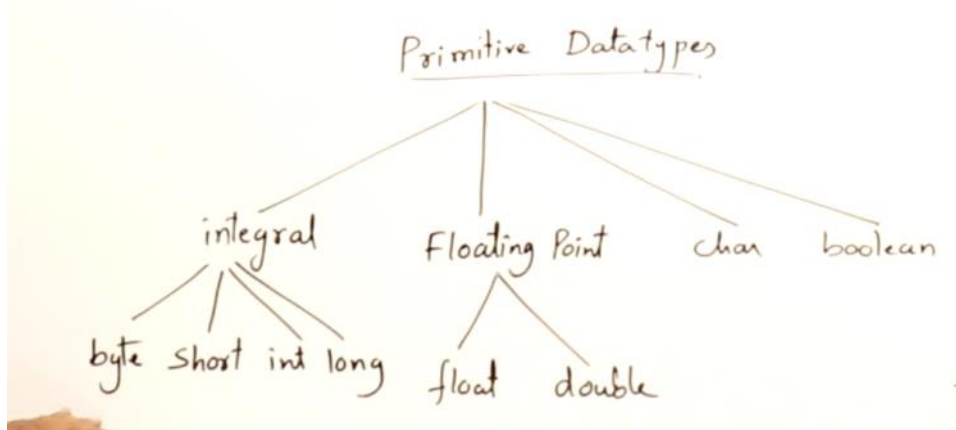 Primitive Datatypes
integral Floating Point char boolean
byte short int long float double